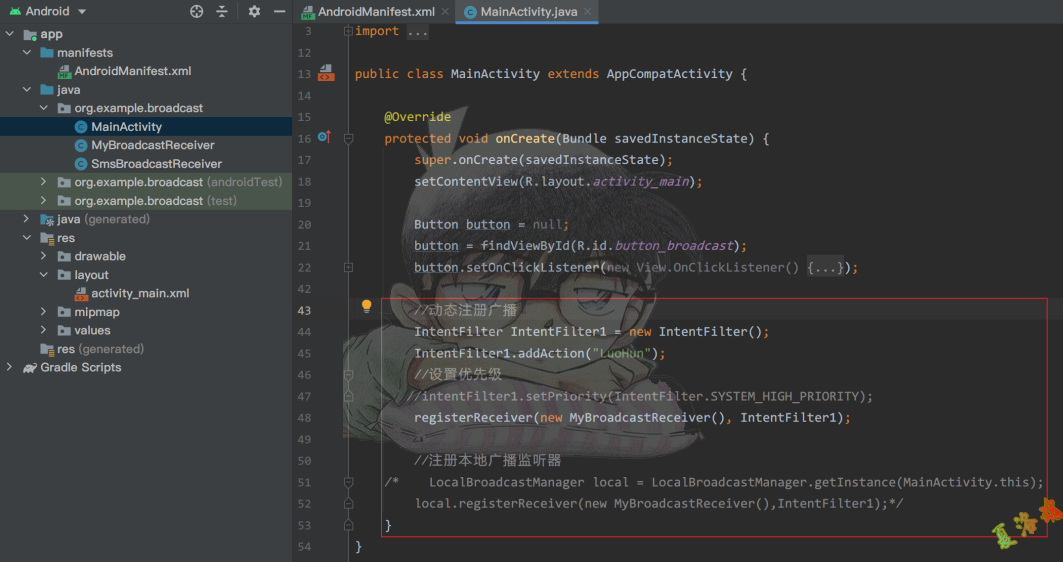 Android
AndroidManifest.xml
MainActivity.java
app
manifests
AndroidManifest.xml
java
org.example.broadcast
MainActivity
MyBroadcastReceiver
SmsBroadcastReceiver
org.example.broadcast (androidTest)
org.example.broadcast (test)
java (generated)
res
drawable
layout
activity_main.xml
mipmap
values
res (generated)
Gradle Scripts
3 import ...
12
13 public class MainActivity extends AppCompatActivity {
14
15 @Override
16 protected void onCreate(Bundle savedInstanceState) {
17 super.onCreate(savedInstanceState);
18 setContentView(R.layout.activity_main);
19
20 Button button = null;
21 button = findViewById(R.id.button_broadcast);
22 button.setOnClickListener(new View.OnClickListener() {...});
42
43 //动态注册广播
44 IntentFilter IntentFilter1 = new IntentFilter();
45 IntentFilter1.addAction("LuoHun");
46 //设置优先级
47 //intentFilter1.setPriority(IntentFilter.SYSTEM_HIGH_PRIORITY);
48 registerReceiver(new MyBroadcastReceiver(), IntentFilter1);
49
50 //注册本地广播监听器
51 /* LocalBroadcastManager local = LocalBroadcastManager.getInstance(MainActivity.this);
52 local.registerReceiver(new MyBroadcastReceiver(),IntentFilter1);*/
53 }
54 }